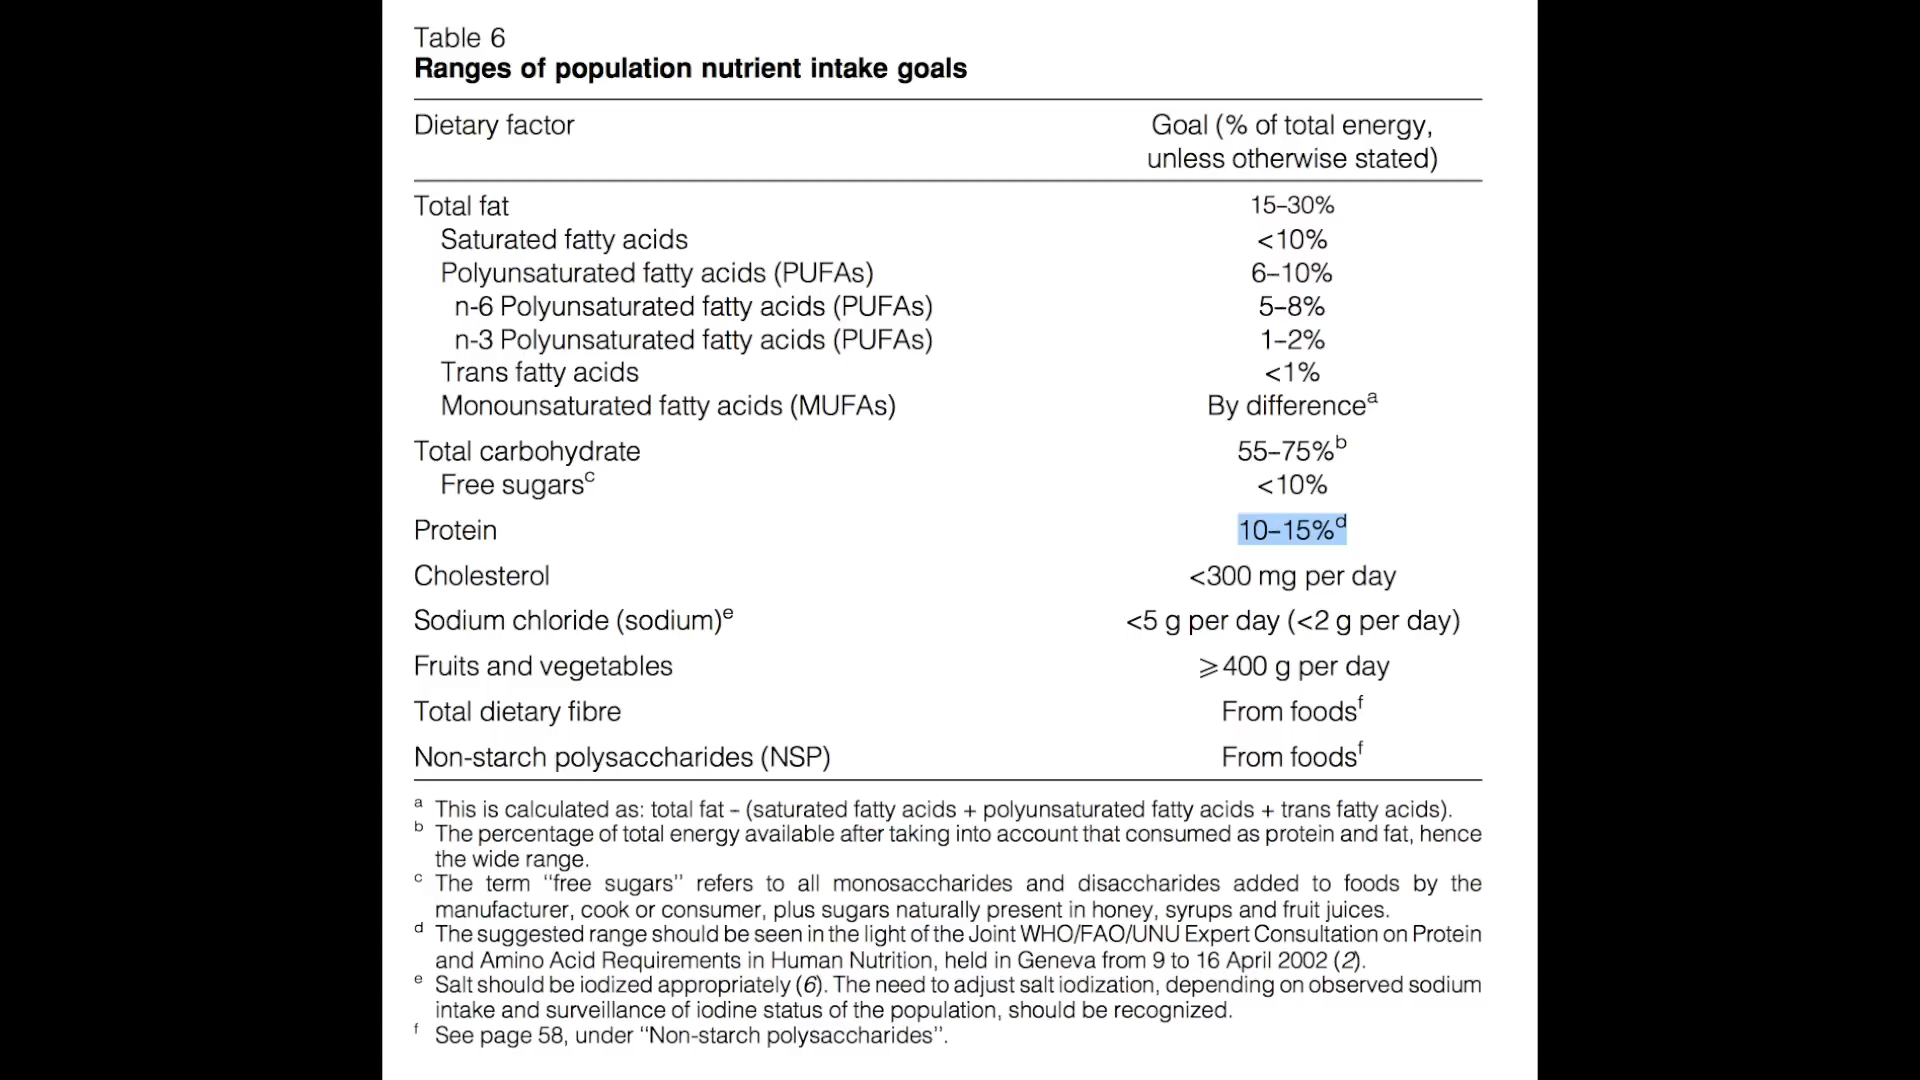 Table 6
Ranges of population nutrient intake goals
Dietary factor
Goal (% of total energy,
unless otherwise stated)
Total fat 15–30%
Saturated fatty acids <10%
Polyunsaturated fatty acids (PUFAs) 6–10%
n-6 Polyunsaturated fatty acids (PUFAs) 5–8%
n-3 Polyunsaturated fatty acids (PUFAs) 1–2%
Trans fatty acids <1%
Monounsaturated fatty acids (MUFAs) By difference^a
Total carbohydrate 55–75%^b
Free sugars^c <10%
Protein 10–15%^d
Cholesterol <300 mg per day
Sodium chloride (sodium)^e <5 g per day (<2 g per day)
Fruits and vegetables ⩾400 g per day
Total dietary fibre From foods^f
Non-starch polysaccharides (NSP) From foods^f
^a This is calculated as: total fat – (saturated fatty acids + polyunsaturated fatty acids + trans fatty acids).
^b The percentage of total energy available after taking into account that consumed as protein and fat, hence
the wide range.
^c The term ‘‘free sugars’’ refers to all monosaccharides and disaccharides added to foods by the
manufacturer, cook or consumer, plus sugars naturally present in honey, syrups and fruit juices.
^d The suggested range should be seen in the light of the Joint WHO/FAO/UNU Expert Consultation on Protein
and Amino Acid Requirements in Human Nutrition, held in Geneva from 9 to 16 April 2002 (2).
^e Salt should be iodized appropriately (6). The need to adjust salt iodization, depending on observed sodium
intake and surveillance of iodine status of the population, should be recognized.
^f See page 58, under ‘‘Non-starch polysaccharides’’.